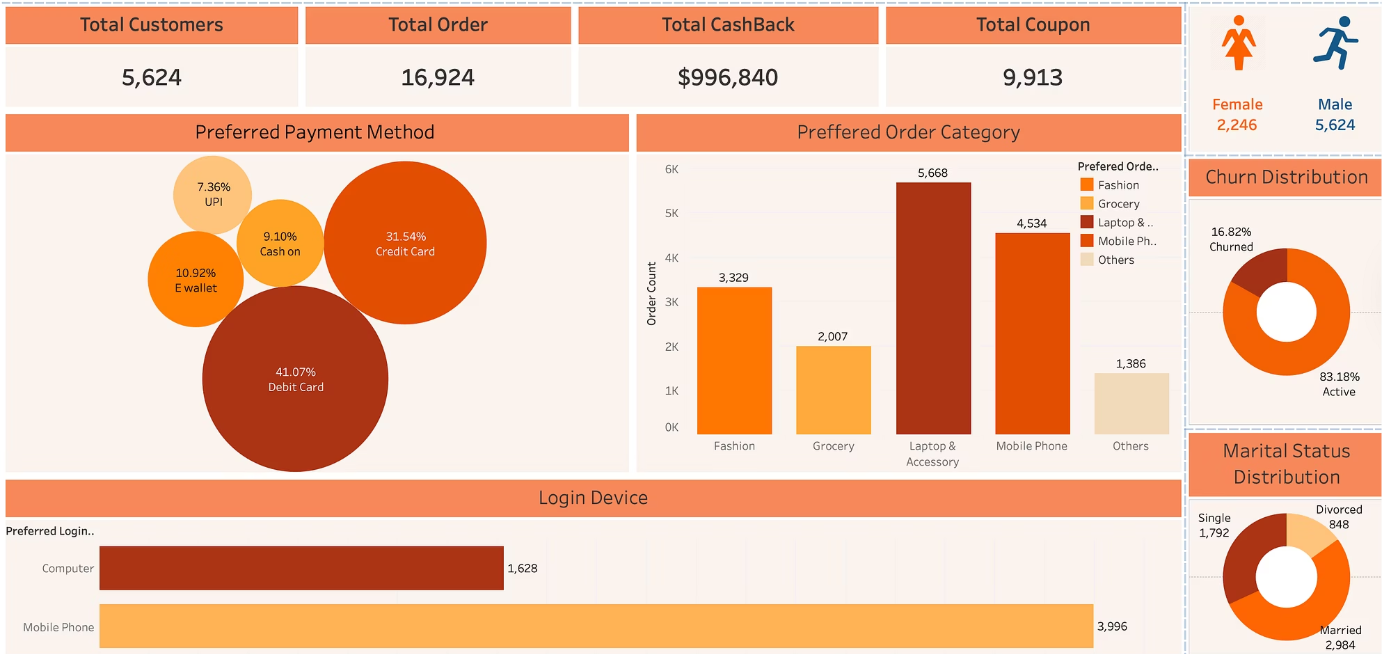 Total Customers
5,624
Total Order
16,924
Total CashBack
$996,840
Total Coupon
9,913
Female
2,246
Male
5,624
Preferred Payment Method
7.36%
UPI
9.10%
Cash on
31.54%
Credit Card
10.92%
E wallet
41.07%
Debit Card
Preffered Order Category
Order Count
6K
5K
4K
3K
2K
1K
0K
3,329
2,007
5,668
4,534
1,386
Fashion
Grocery
Laptop &
Accessory
Mobile Phone
Others
Prefered Orde..
Fashion
Grocery
Laptop & ..
Mobile Ph..
Others
Churn Distribution
16.82%
Churned
83.18%
Active
Login Device
Preferred Login..
Computer
1,628
Mobile Phone
3,996
Marital Status
Distribution
Single
1,792
Divorced
848
Married
2,984